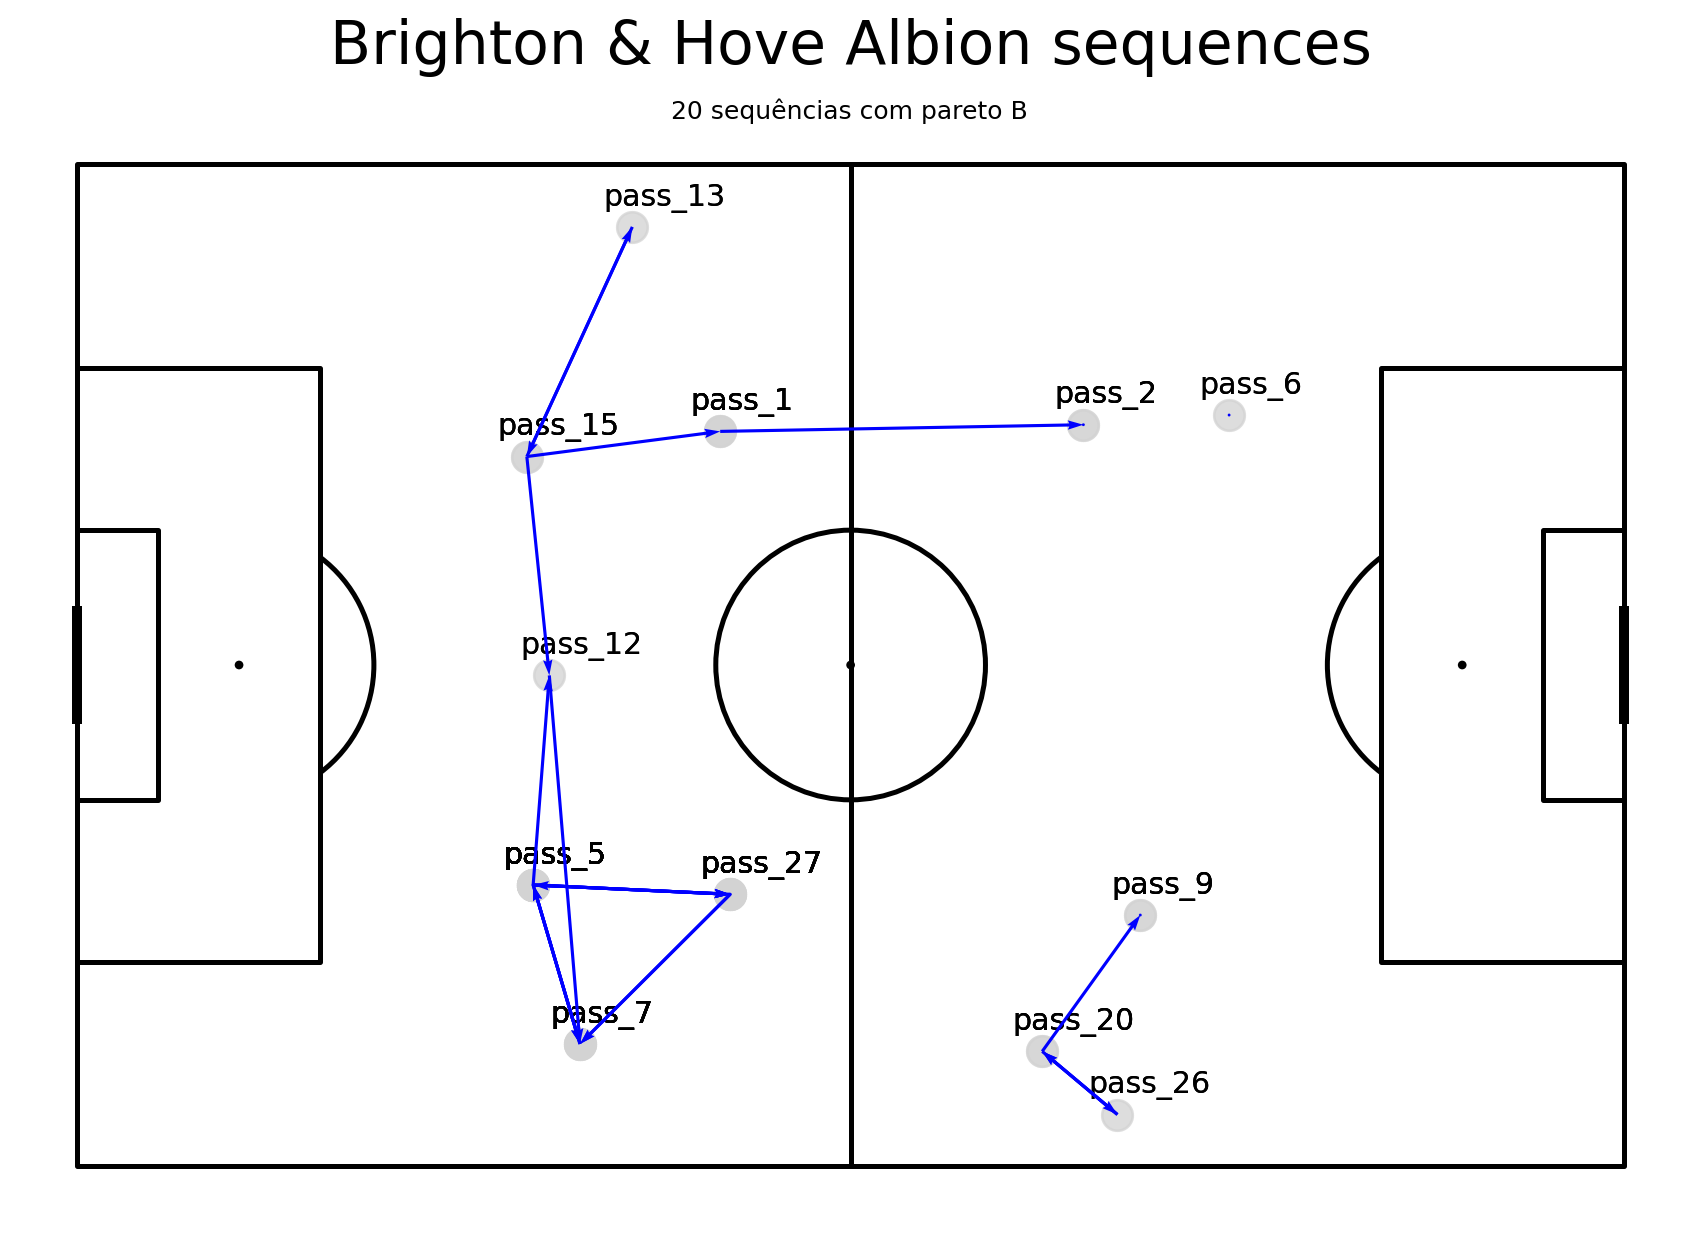 Brighton & Hove Albion sequences
20 sequências com pareto B
pass_13
pass_6
pass_2
pass_1
pass_15
pass_12
pass_5
pass_27
pass_9
pass_7
pass_20
pass_26